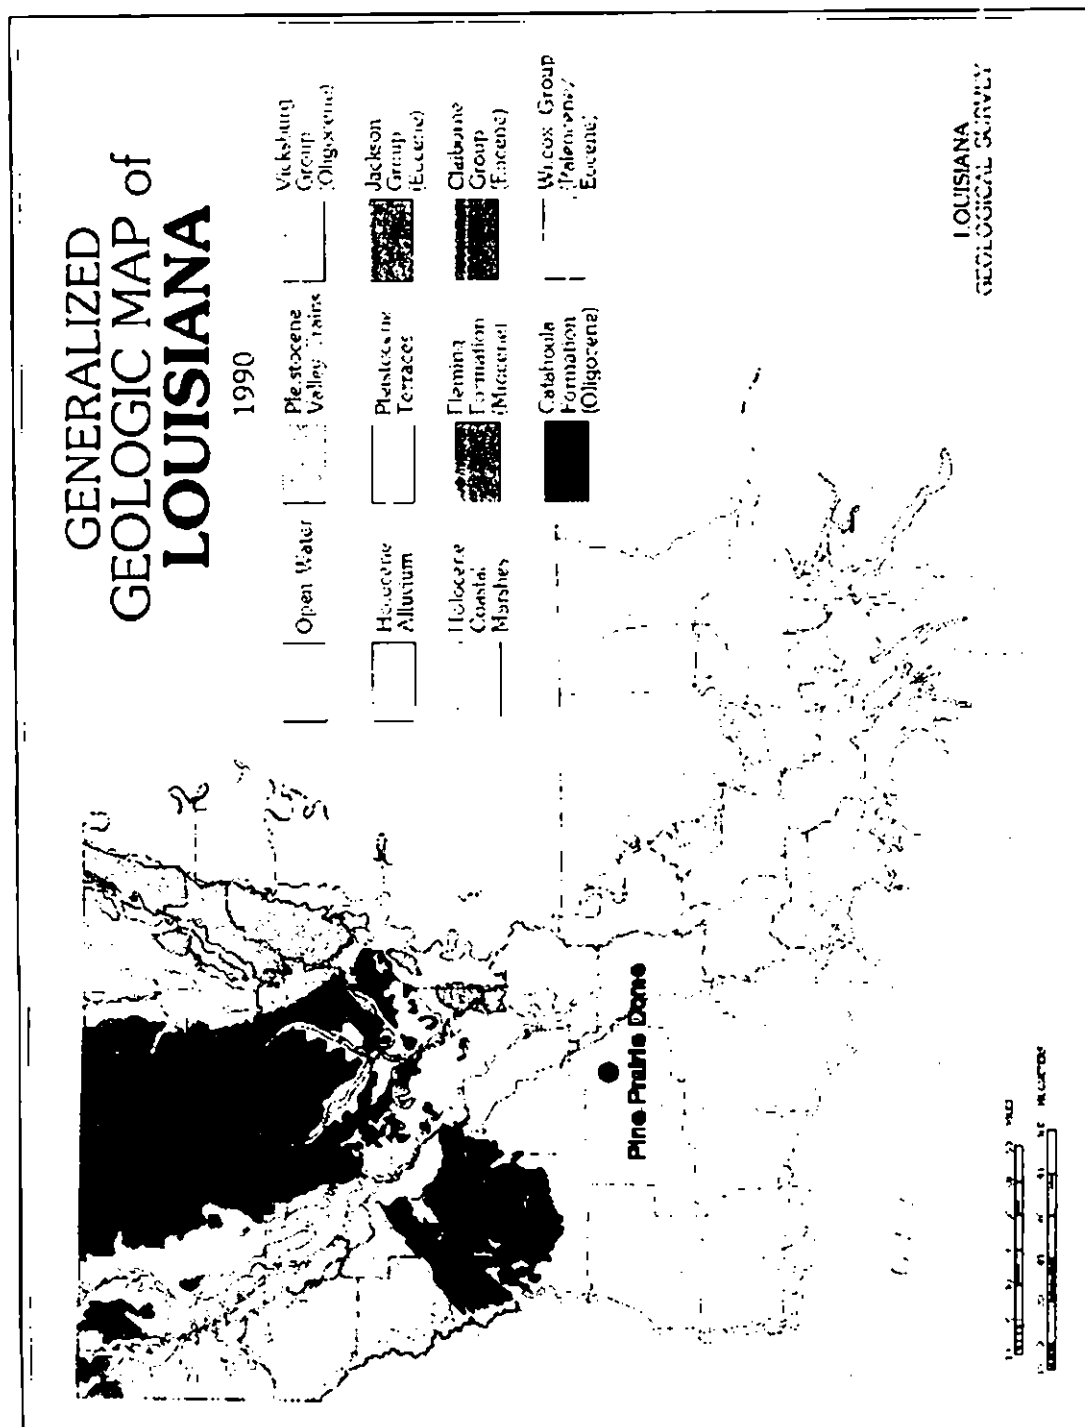 GENERALIZED
GEOLOGIC MAP of
LOUISIANA
1990
Open Water
Holocene
Alluvium
Holocene
Coastal
Marshes
Pleistocene
Valley Trains
Pleistocene
Terraces
Fleming
Formation
(Miocene)
Catahoula
Formation
(Oligocene)
Vicksburg
Group
(Oligocene)
Jackson
Group
(Eocene)
Claiborne
Group
(Eocene)
Wilcox Group
(Paleocene/
Eocene)
Pine Prairie Dome
LOUISIANA
GEOLOGICAL SURVEY
MILES
KILOMETERS